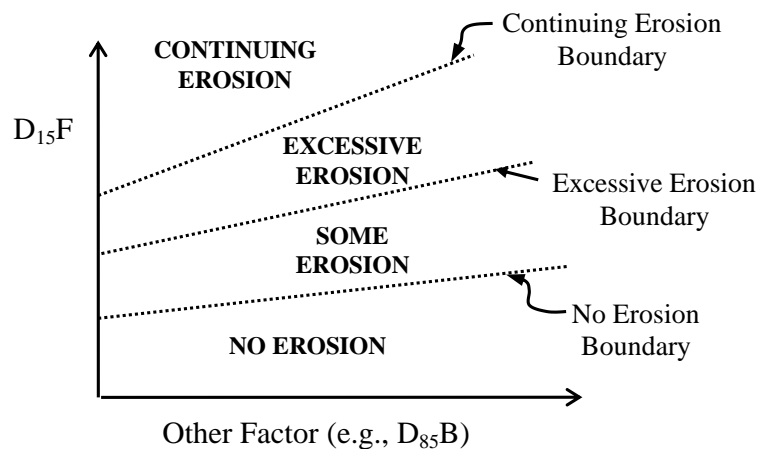 CONTINUING
EROSION
Continuing Erosion
Boundary
D₁₅F
EXCESSIVE
EROSION
Excessive Erosion
Boundary
SOME
EROSION
No Erosion
Boundary
NO EROSION
Other Factor (e.g., D₈₅B)